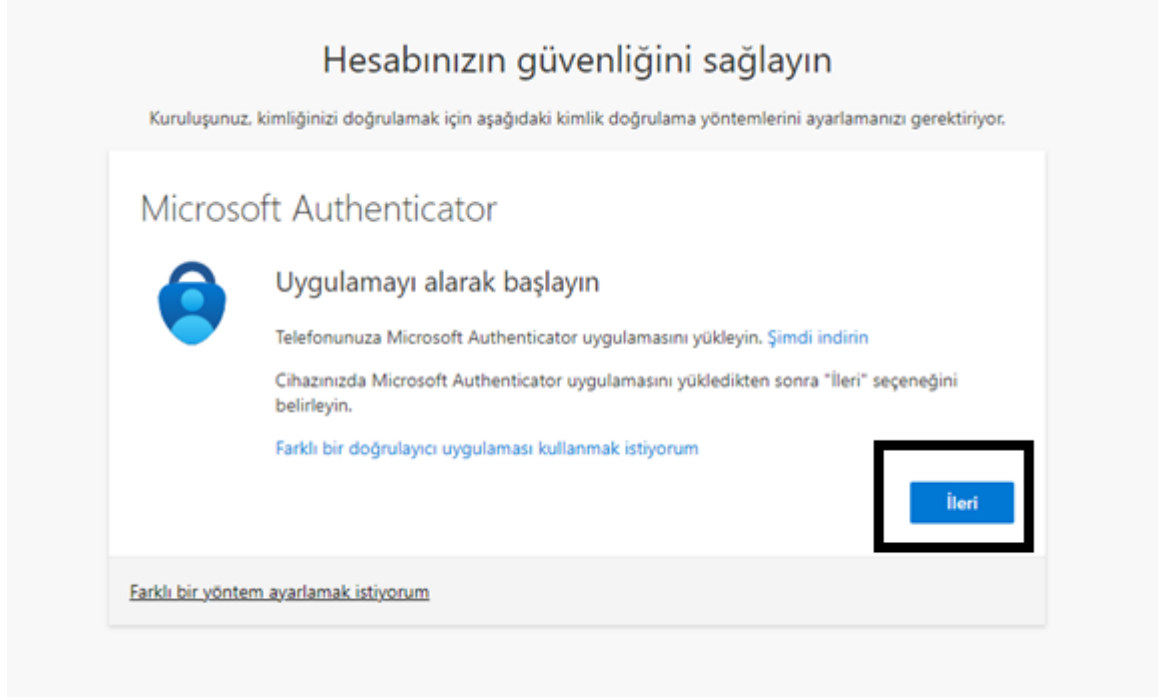 Hesabınızın güvenliğini sağlayın
Kuruluşunuz, kimliğinizi doğrulamak için aşağıdaki kimlik doğrulama yöntemlerini ayarlamanızı gerektiriyor.
Microsoft Authenticator
Uygulamayı alarak başlayın
Telefonunuza Microsoft Authenticator uygulamasını yükleyin. Şimdi indirin
Cihazınızda Microsoft Authenticator uygulamasını yükledikten sonra "İleri" seçeneğini
belirleyin.
Farklı bir doğrulayıcı uygulaması kullanmak istiyorum
İleri
Farklı bir yöntem ayarlamak istiyorum